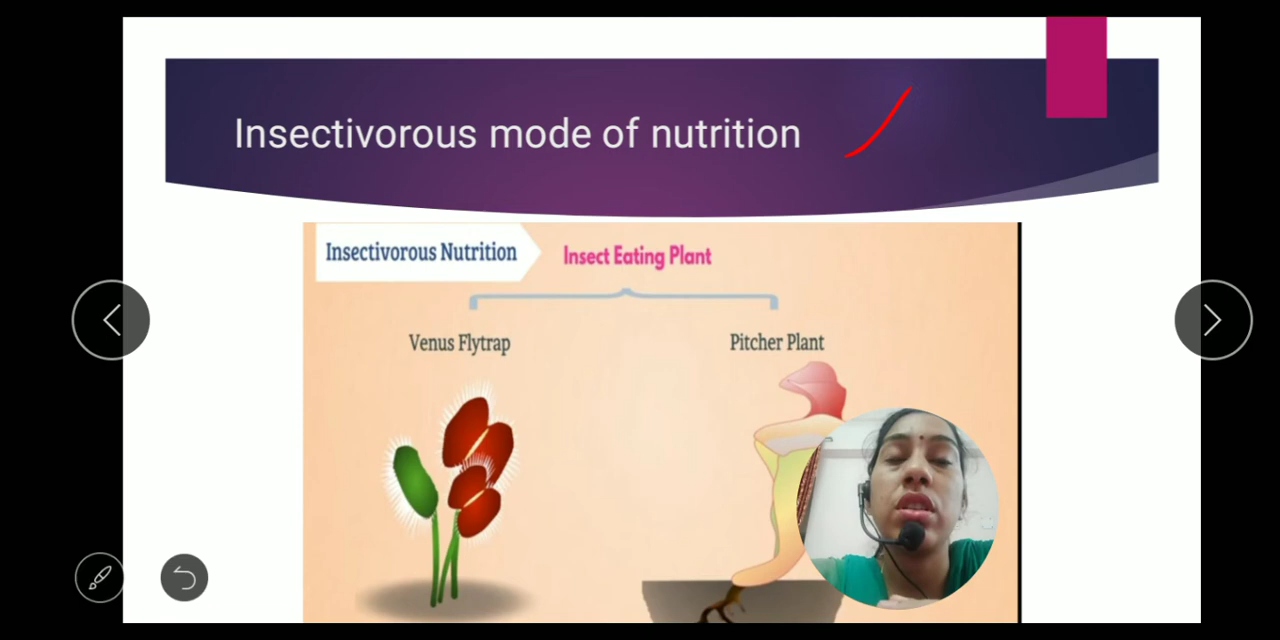 Insectivorous mode of nutrition
Insectivorous Nutrition
Insect Eating Plant
Venus Flytrap
Pitcher Plant